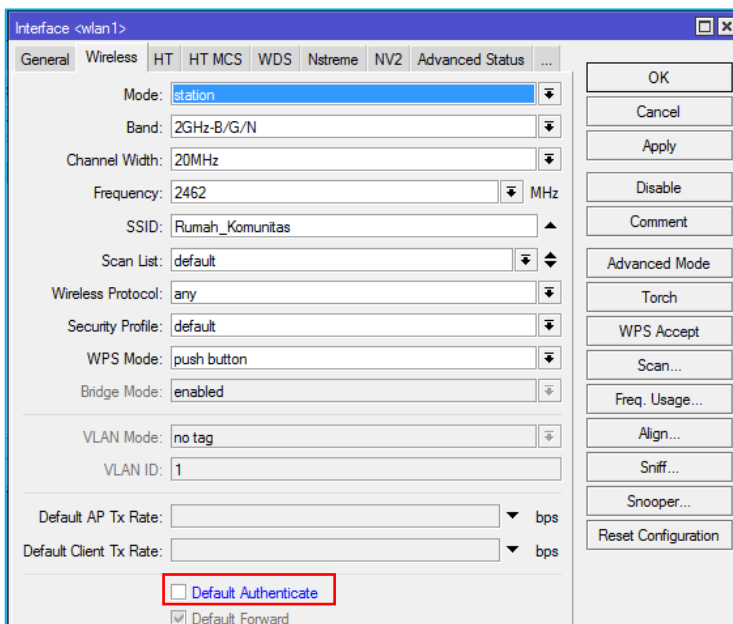 Interface <wlan1>
General Wireless HT HT MCS WDS Nstreme NV2 Advanced Status ...
Mode: station
Band: 2GHz-B/G/N
Channel Width: 20MHz
Frequency: 2462 MHz
SSID: Rumah_Komunitas
Scan List: default
Wireless Protocol: any
Security Profile: default
WPS Mode: push button
Bridge Mode: enabled
VLAN Mode: no tag
VLAN ID: 1
Default AP Tx Rate: bps
Default Client Tx Rate: bps
Default Authenticate
Default Forward
OK
Cancel
Apply
Disable
Comment
Advanced Mode
Torch
WPS Accept
Scan...
Freq. Usage...
Align...
Sniff...
Snooper...
Reset Configuration